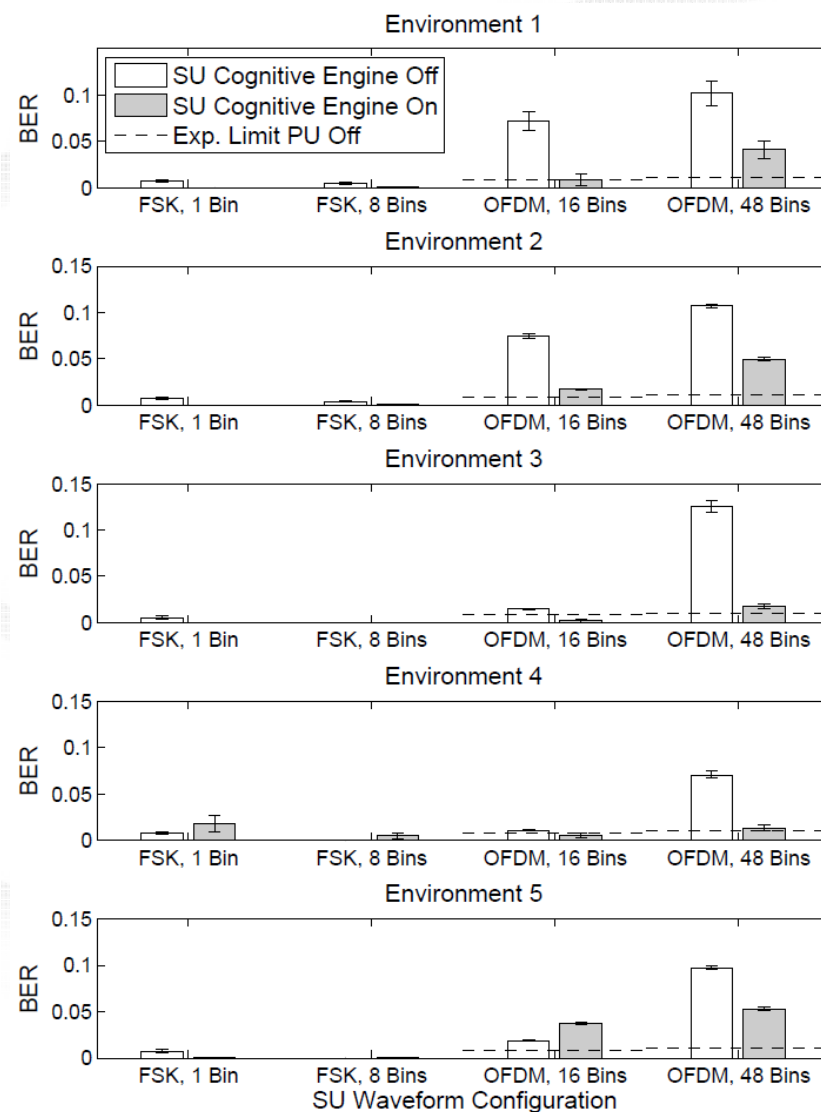 Environment 1
BER
0.1
0.05
0
SU Cognitive Engine Off
SU Cognitive Engine On
Exp. Limit PU Off
FSK, 1 Bin
FSK, 8 Bins
OFDM, 16 Bins
OFDM, 48 Bins
Environment 2
BER
0.15
0.1
0.05
0
FSK, 1 Bin
FSK, 8 Bins
OFDM, 16 Bins
OFDM, 48 Bins
Environment 3
BER
0.15
0.1
0.05
0
FSK, 1 Bin
FSK, 8 Bins
OFDM, 16 Bins
OFDM, 48 Bins
Environment 4
BER
0.15
0.1
0.05
0
FSK, 1 Bin
FSK, 8 Bins
OFDM, 16 Bins
OFDM, 48 Bins
Environment 5
BER
0.15
0.1
0.05
0
FSK, 1 Bin
FSK, 8 Bins
OFDM, 16 Bins
OFDM, 48 Bins
SU Waveform Configuration